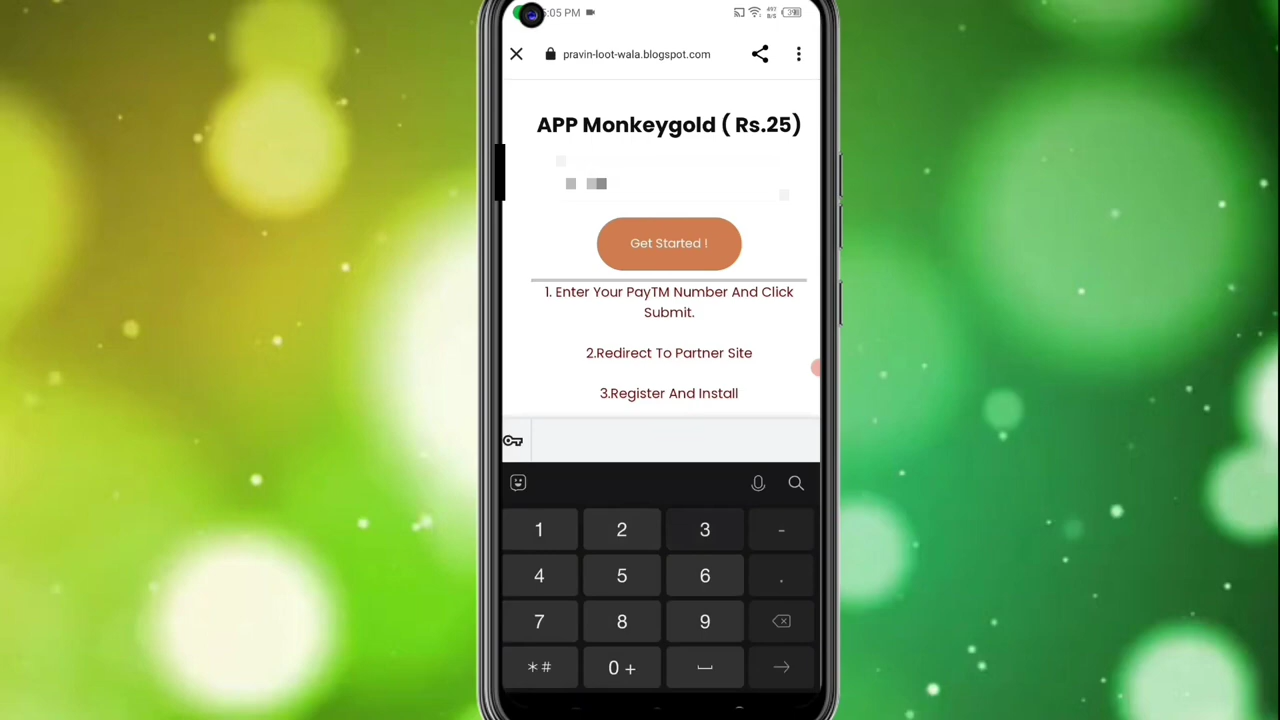 5:05 PM
497
B/S
39
pravin-loot-wala.blogspot.com
APP Monkeygold ( Rs.25)
Get Started !
1. Enter Your PayTM Number And Click
Submit.
2.Redirect To Partner Site
3.Register And Install
1 2 3 -
4 5 6 .
7 8 9
*# 0 +